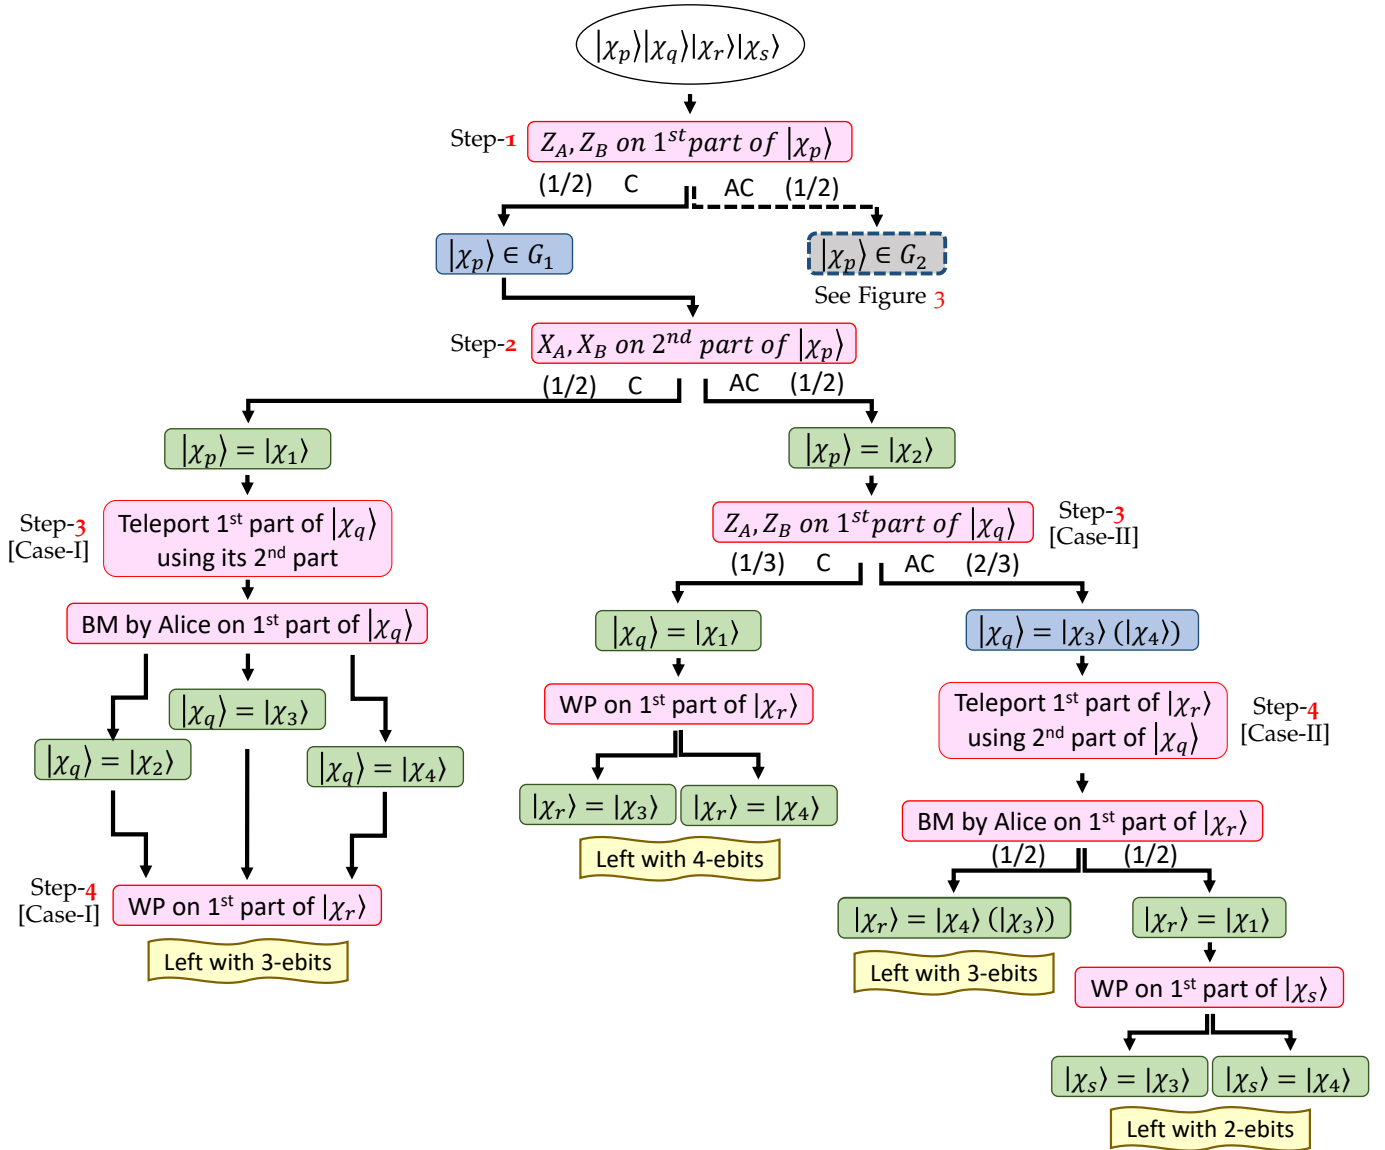 |χp⟩|χq⟩|χr⟩|χs⟩
Step-1
Z_A, Z_B on 1st part of |χp⟩
(1/2) C AC (1/2)
|χp⟩ ∈ G1
|χp⟩ ∈ G2
See Figure 3
Step-2
X_A, X_B on 2nd part of |χp⟩
(1/2) C AC (1/2)
|χp⟩ = |χ1⟩
|χp⟩ = |χ2⟩
Step-3
[Case-I]
Teleport 1st part of |χq⟩
using its 2nd part
Z_A, Z_B on 1st part of |χq⟩
Step-3
[Case-II]
(1/3) C AC (2/3)
BM by Alice on 1st part of |χq⟩
|χq⟩ = |χ1⟩
|χq⟩ = |χ3⟩ (|χ4⟩)
|χq⟩ = |χ3⟩
|χq⟩ = |χ2⟩
|χq⟩ = |χ4⟩
WP on 1st part of |χr⟩
Teleport 1st part of |χr⟩
using 2nd part of |χq⟩
Step-4
[Case-II]
|χr⟩ = |χ3⟩
|χr⟩ = |χ4⟩
Left with 4-ebits
BM by Alice on 1st part of |χr⟩
(1/2) (1/2)
Step-4
[Case-I]
WP on 1st part of |χr⟩
Left with 3-ebits
|χr⟩ = |χ4⟩ (|χ3⟩)
|χr⟩ = |χ1⟩
Left with 3-ebits
WP on 1st part of |χs⟩
|χs⟩ = |χ3⟩
|χs⟩ = |χ4⟩
Left with 2-ebits